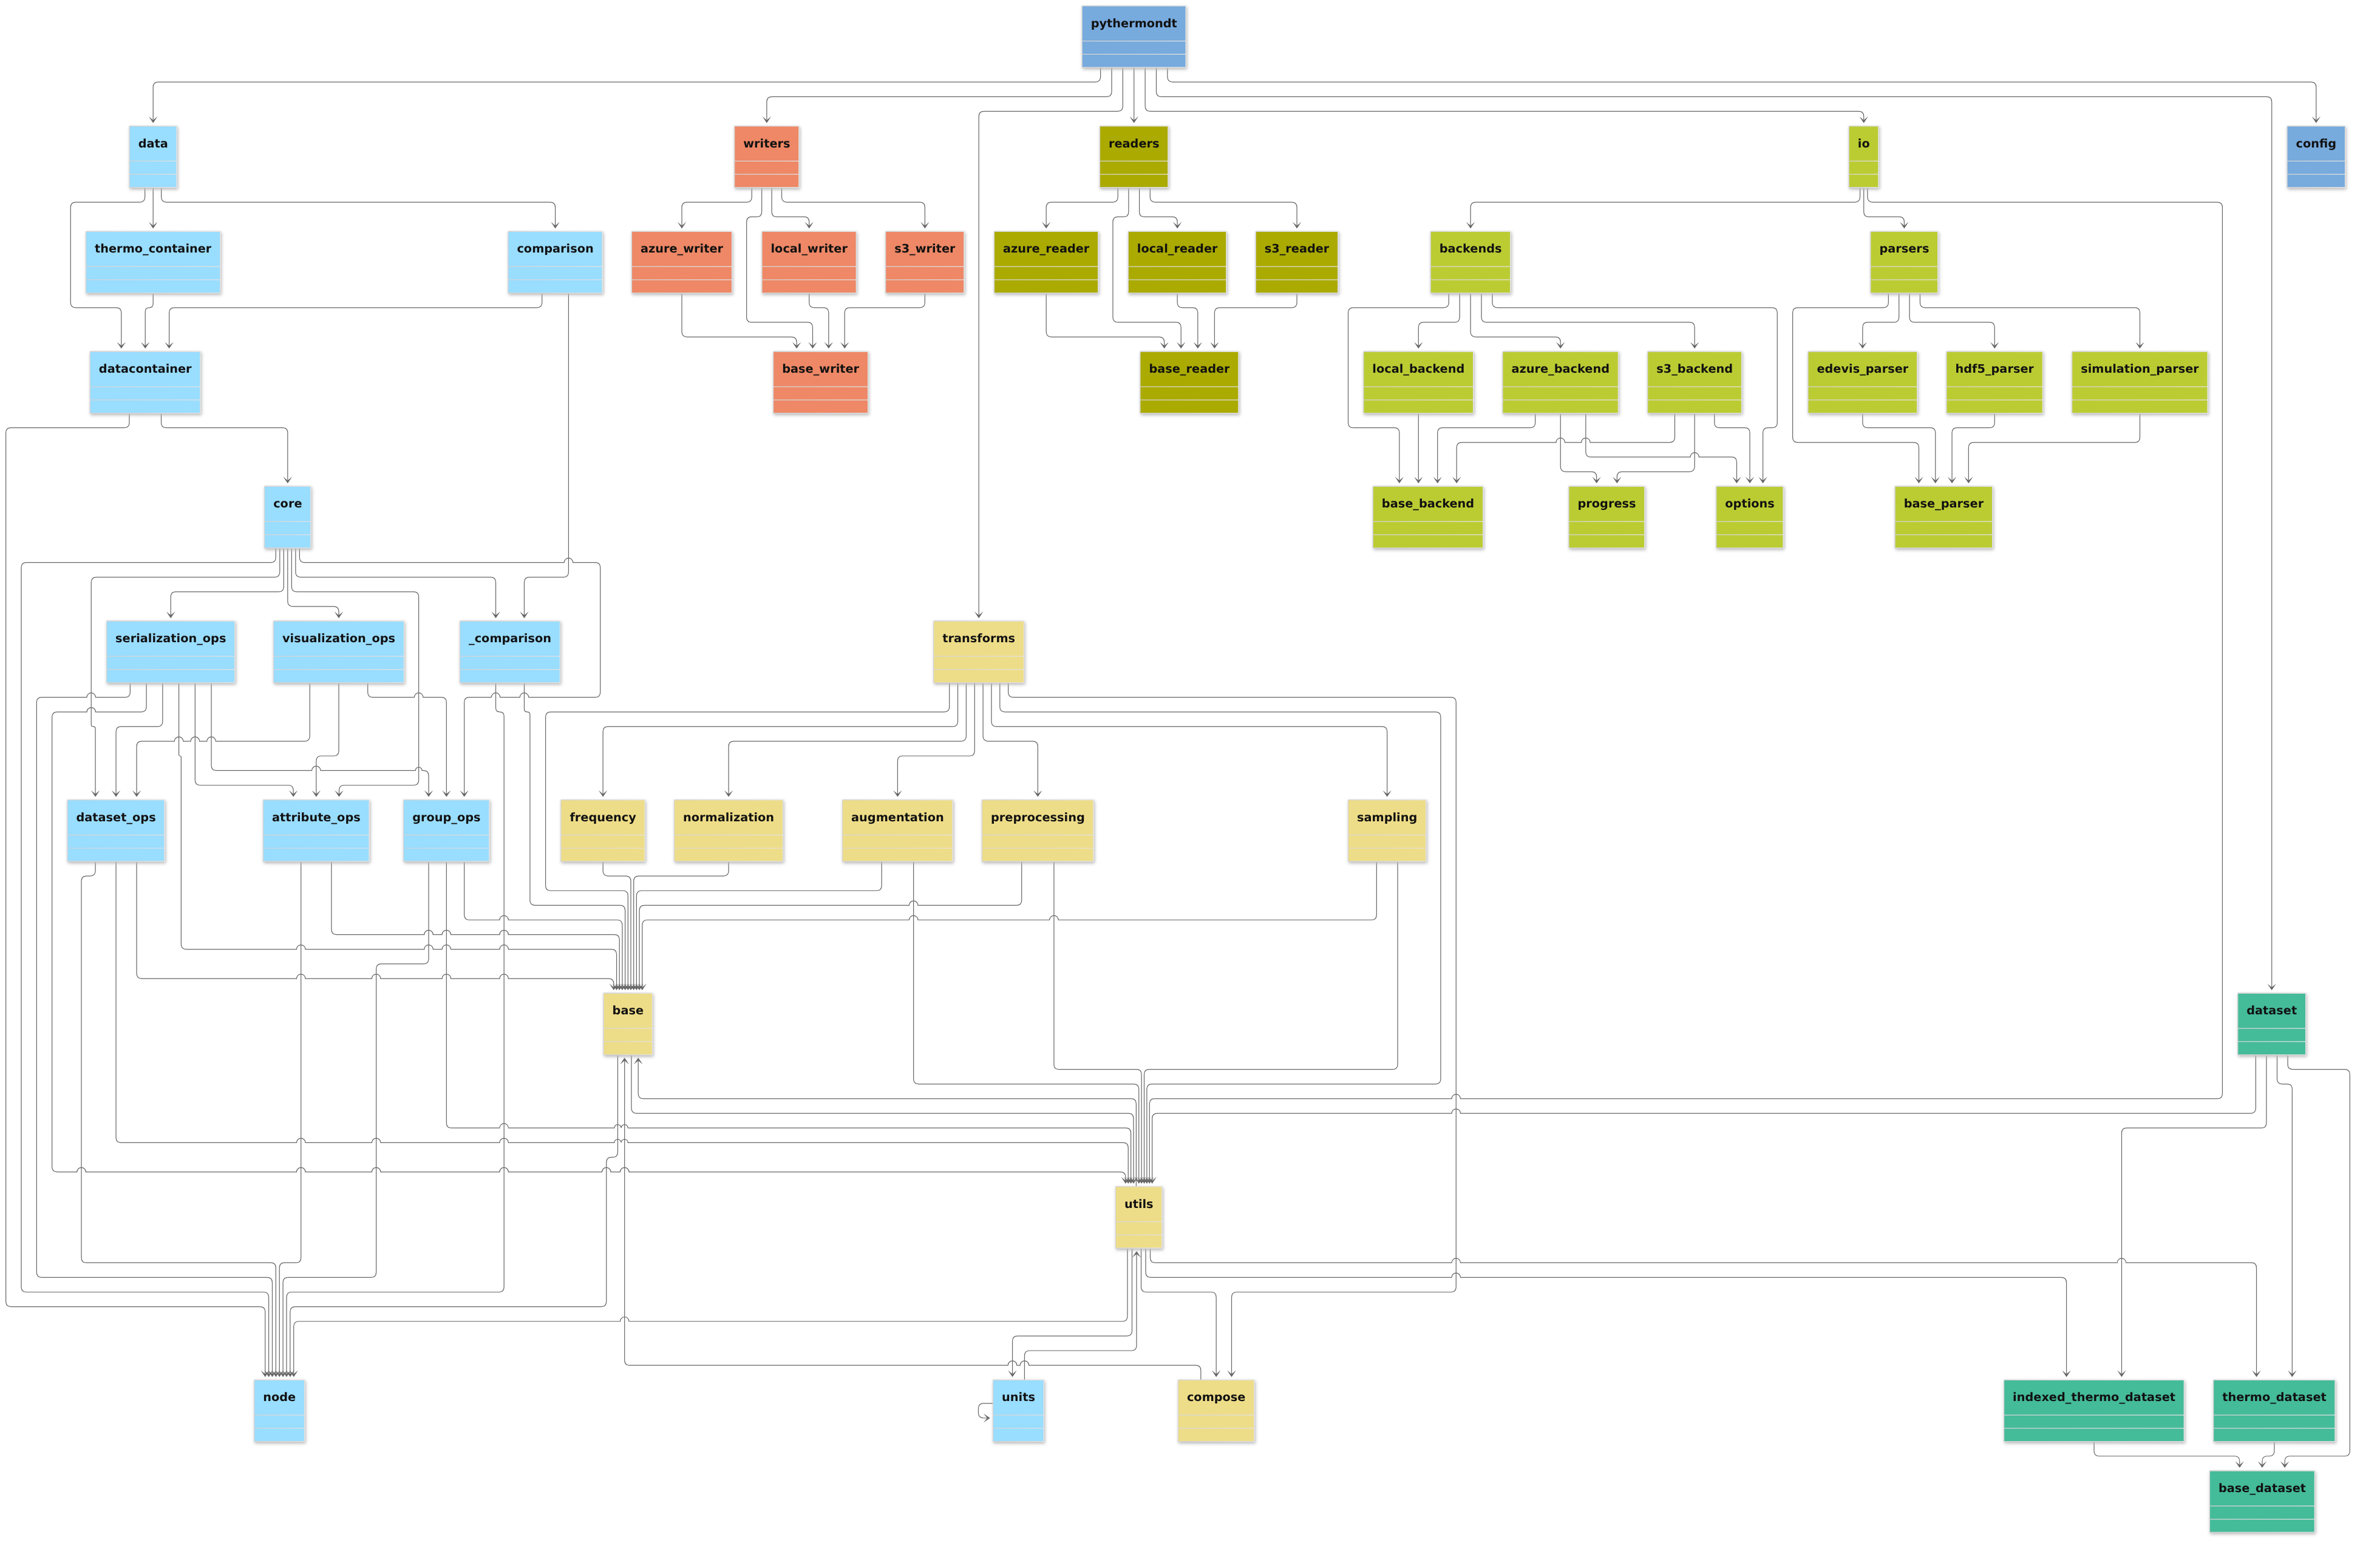 pythermondt
data
writers
readers
io
config
thermo_container
comparison
azure_writer
local_writer
s3_writer
azure_reader
local_reader
s3_reader
backends
parsers
datacontainer
base_writer
base_reader
local_backend
azure_backend
s3_backend
edevis_parser
hdf5_parser
simulation_parser
core
base_backend
progress
options
base_parser
serialization_ops
visualization_ops
_comparison
transforms
dataset_ops
attribute_ops
group_ops
frequency
normalization
augmentation
preprocessing
sampling
base
dataset
utils
node
units
compose
indexed_thermo_dataset
thermo_dataset
base_dataset